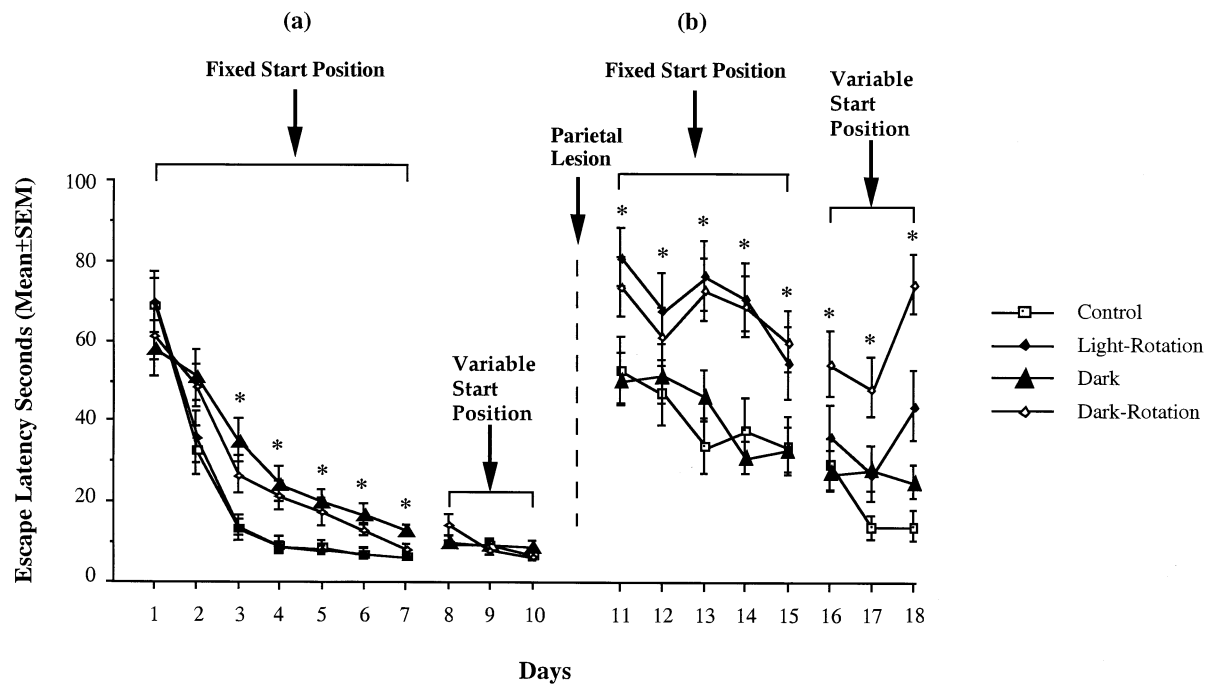 (a)
(b)
Fixed Start Position
Fixed Start Position
Variable
Start
Position
Parietal
Lesion
Variable
Start
Position
Escape Latency Seconds (Mean±SEM)
100
80
60
40
20
0
* * * * *
* * * * *
* * *
1 2 3 4 5 6 7 8 9 10 11 12 13 14 15 16 17 18
Days
Control
Light-Rotation
Dark
Dark-Rotation